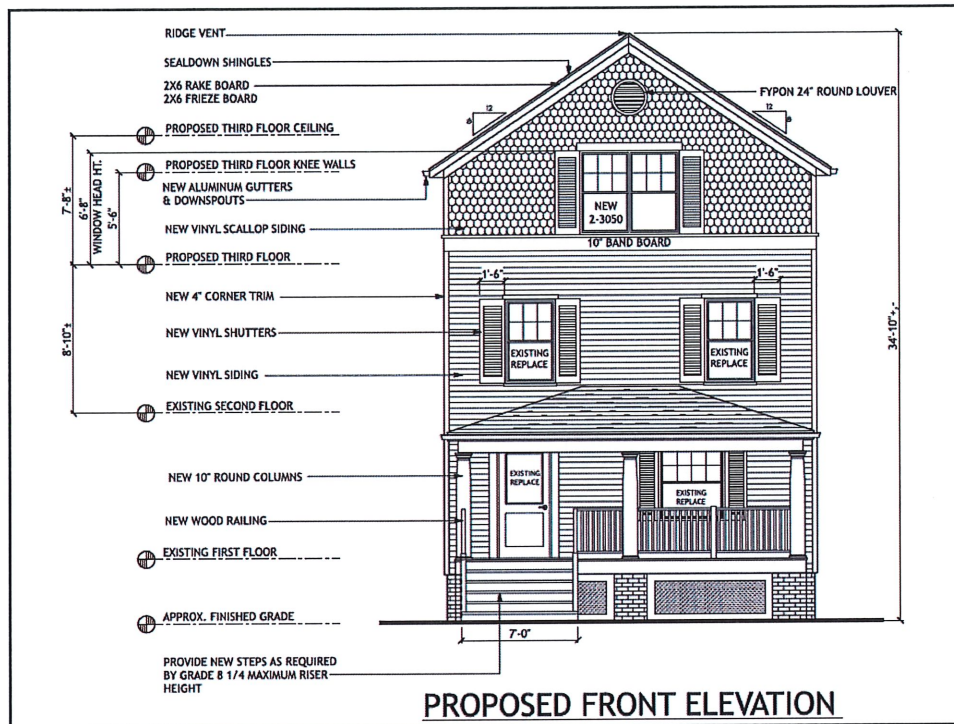 RIDGE VENT
SEALDOWN SHINGLES
2X6 RAKE BOARD
2X6 FRIEZE BOARD
FYPON 24" ROUND LOUVER
12
12
PROPOSED THIRD FLOOR CEILING
PROPOSED THIRD FLOOR KNEE WALLS
NEW ALUMINUM GUTTERS
& DOWNSPOUTS
7'-8"±
6'-8"
WINDOW HEAD HT.
5'-6"
NEW
2-3050
NEW VINYL SCALLOP SIDING
10" BAND BOARD
PROPOSED THIRD FLOOR
1'-6"
1'-6"
NEW 4" CORNER TRIM
34'-10"+,-
8'-10"±
NEW VINYL SHUTTERS
EXISTING
REPLACE
EXISTING
REPLACE
NEW VINYL SIDING
EXISTING SECOND FLOOR
NEW 10" ROUND COLUMNS
EXISTING
REPLACE
EXISTING
REPLACE
NEW WOOD RAILING
EXISTING FIRST FLOOR
APPROX. FINISHED GRADE
7'-0"
PROVIDE NEW STEPS AS REQUIRED
BY GRADE 8 1/4 MAXIMUM RISER
HEIGHT
PROPOSED FRONT ELEVATION